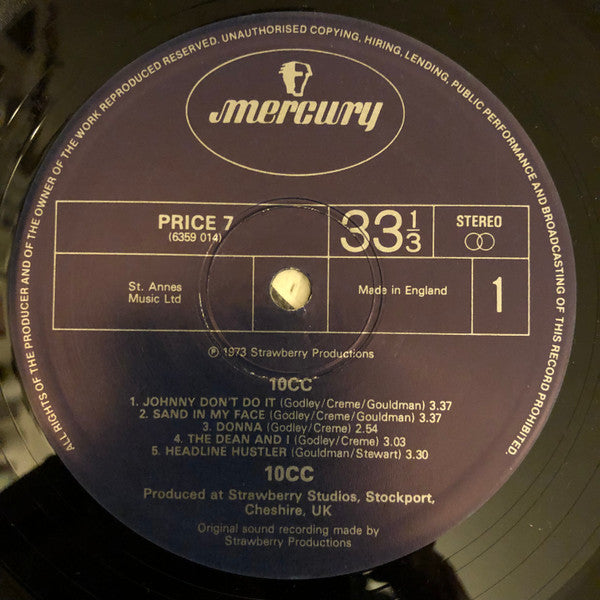 ALL RIGHTS OF THE PRODUCER AND OF THE OWNER OF THE WORK REPRODUCED RESERVED. UNAUTHORISED COPYING, HIRING, LENDING, PUBLIC PERFORMANCE AND BROADCASTING OF THIS RECORD PROHIBITED.
mercury
PRICE 7
(6359 014)
33 1/3
STEREO
St. Annes
Music Ltd
Made in England
1
℗ 1973 Strawberry Productions
10CC
1. JOHNNY DON'T DO IT (Godley/Creme/Gouldman) 3.37
2. SAND IN MY FACE (Godley/Creme/Gouldman) 3.37
3. DONNA (Godley/Creme) 2.54
4. THE DEAN AND I (Godley/Creme) 3.03
5. HEADLINE HUSTLER (Gouldman/Stewart) 3.30
10CC
Produced at Strawberry Studios, Stockport,
Cheshire, UK
Original sound recording made by
Strawberry Productions